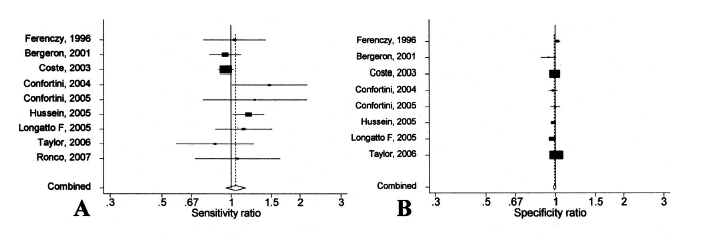 Ferenczy, 1996
Bergeron, 2001
Coste, 2003
Confortini, 2004
Confortini, 2005
Hussein, 2005
Longatto F, 2005
Taylor, 2006
Ronco, 2007
Combined
.3 .5 .67 1 1.5 2 3
Sensitivity ratio
A
Ferenczy, 1996
Bergeron, 2001
Coste, 2003
Confortini, 2004
Confortini, 2005
Hussein, 2005
Longatto F, 2005
Taylor, 2006
Combined
.3 .5 .67 1 1.5 2 3
Specificity ratio
B